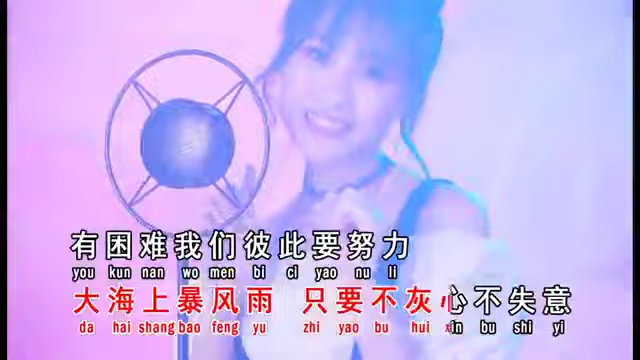 有困难我们彼此要努力
you kun nan wo men bi ci yao nu li
大海上暴风雨 只要不灰心不失意
da hai shang bao feng yu zhi yao bu hui xin bu shi yi